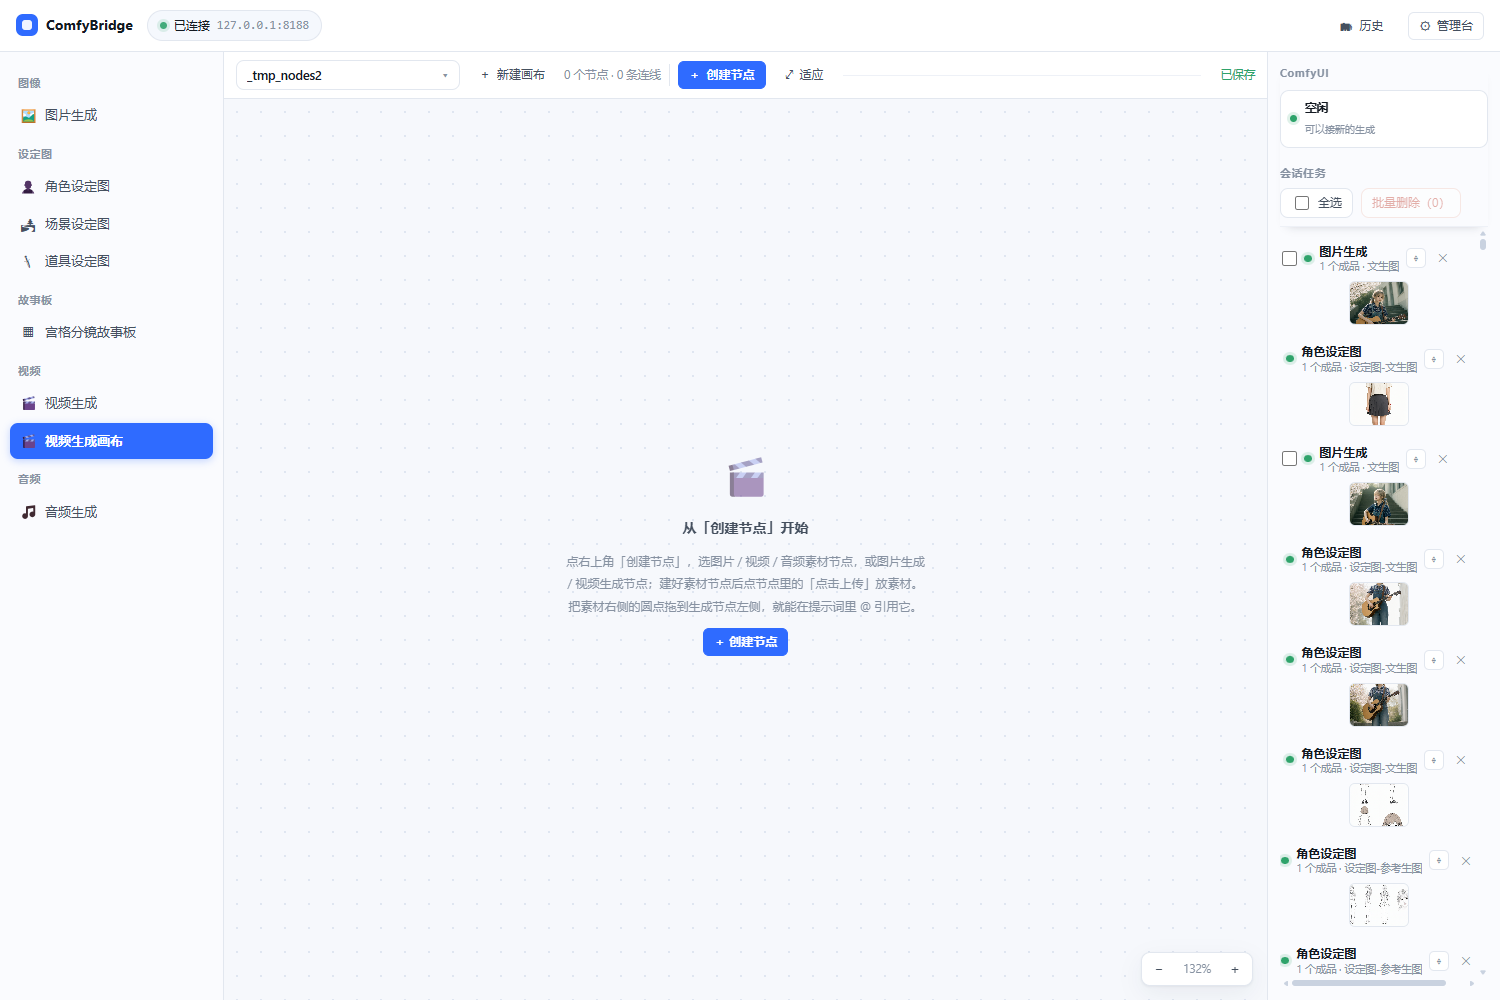 ComfyBridge
已连接 127.0.0.1:8188
历史
管理台
图像
图片生成
设定图
角色设定图
场景设定图
道具设定图
故事板
宫格分镜故事板
视频
视频生成
视频生成画布
音频
音频生成
_tmp_nodes2
+ 新建画布
0 个节点 · 0 条连线
+ 创建节点
适应
已保存
从「创建节点」开始
点右上角「创建节点」，选图片 / 视频 / 音频素材节点，或图片生成
/ 视频生成节点；建好素材节点后点节点里的「点击上传」放素材。
把素材右侧的圆点拖到生成节点左侧，就能在提示词里 @ 引用它。
+ 创建节点
− 132% +
ComfyUI
空闲
可以接新的生成
会话任务
全选
批量删除（0）
图片生成
1 个成品 · 文生图
角色设定图
1 个成品 · 设定图-文生图
图片生成
1 个成品 · 文生图
角色设定图
1 个成品 · 设定图-文生图
角色设定图
1 个成品 · 设定图-文生图
角色设定图
1 个成品 · 设定图-文生图
角色设定图
1 个成品 · 设定图-参考生图
角色设定图
1 个成品 · 设定图-参考生图